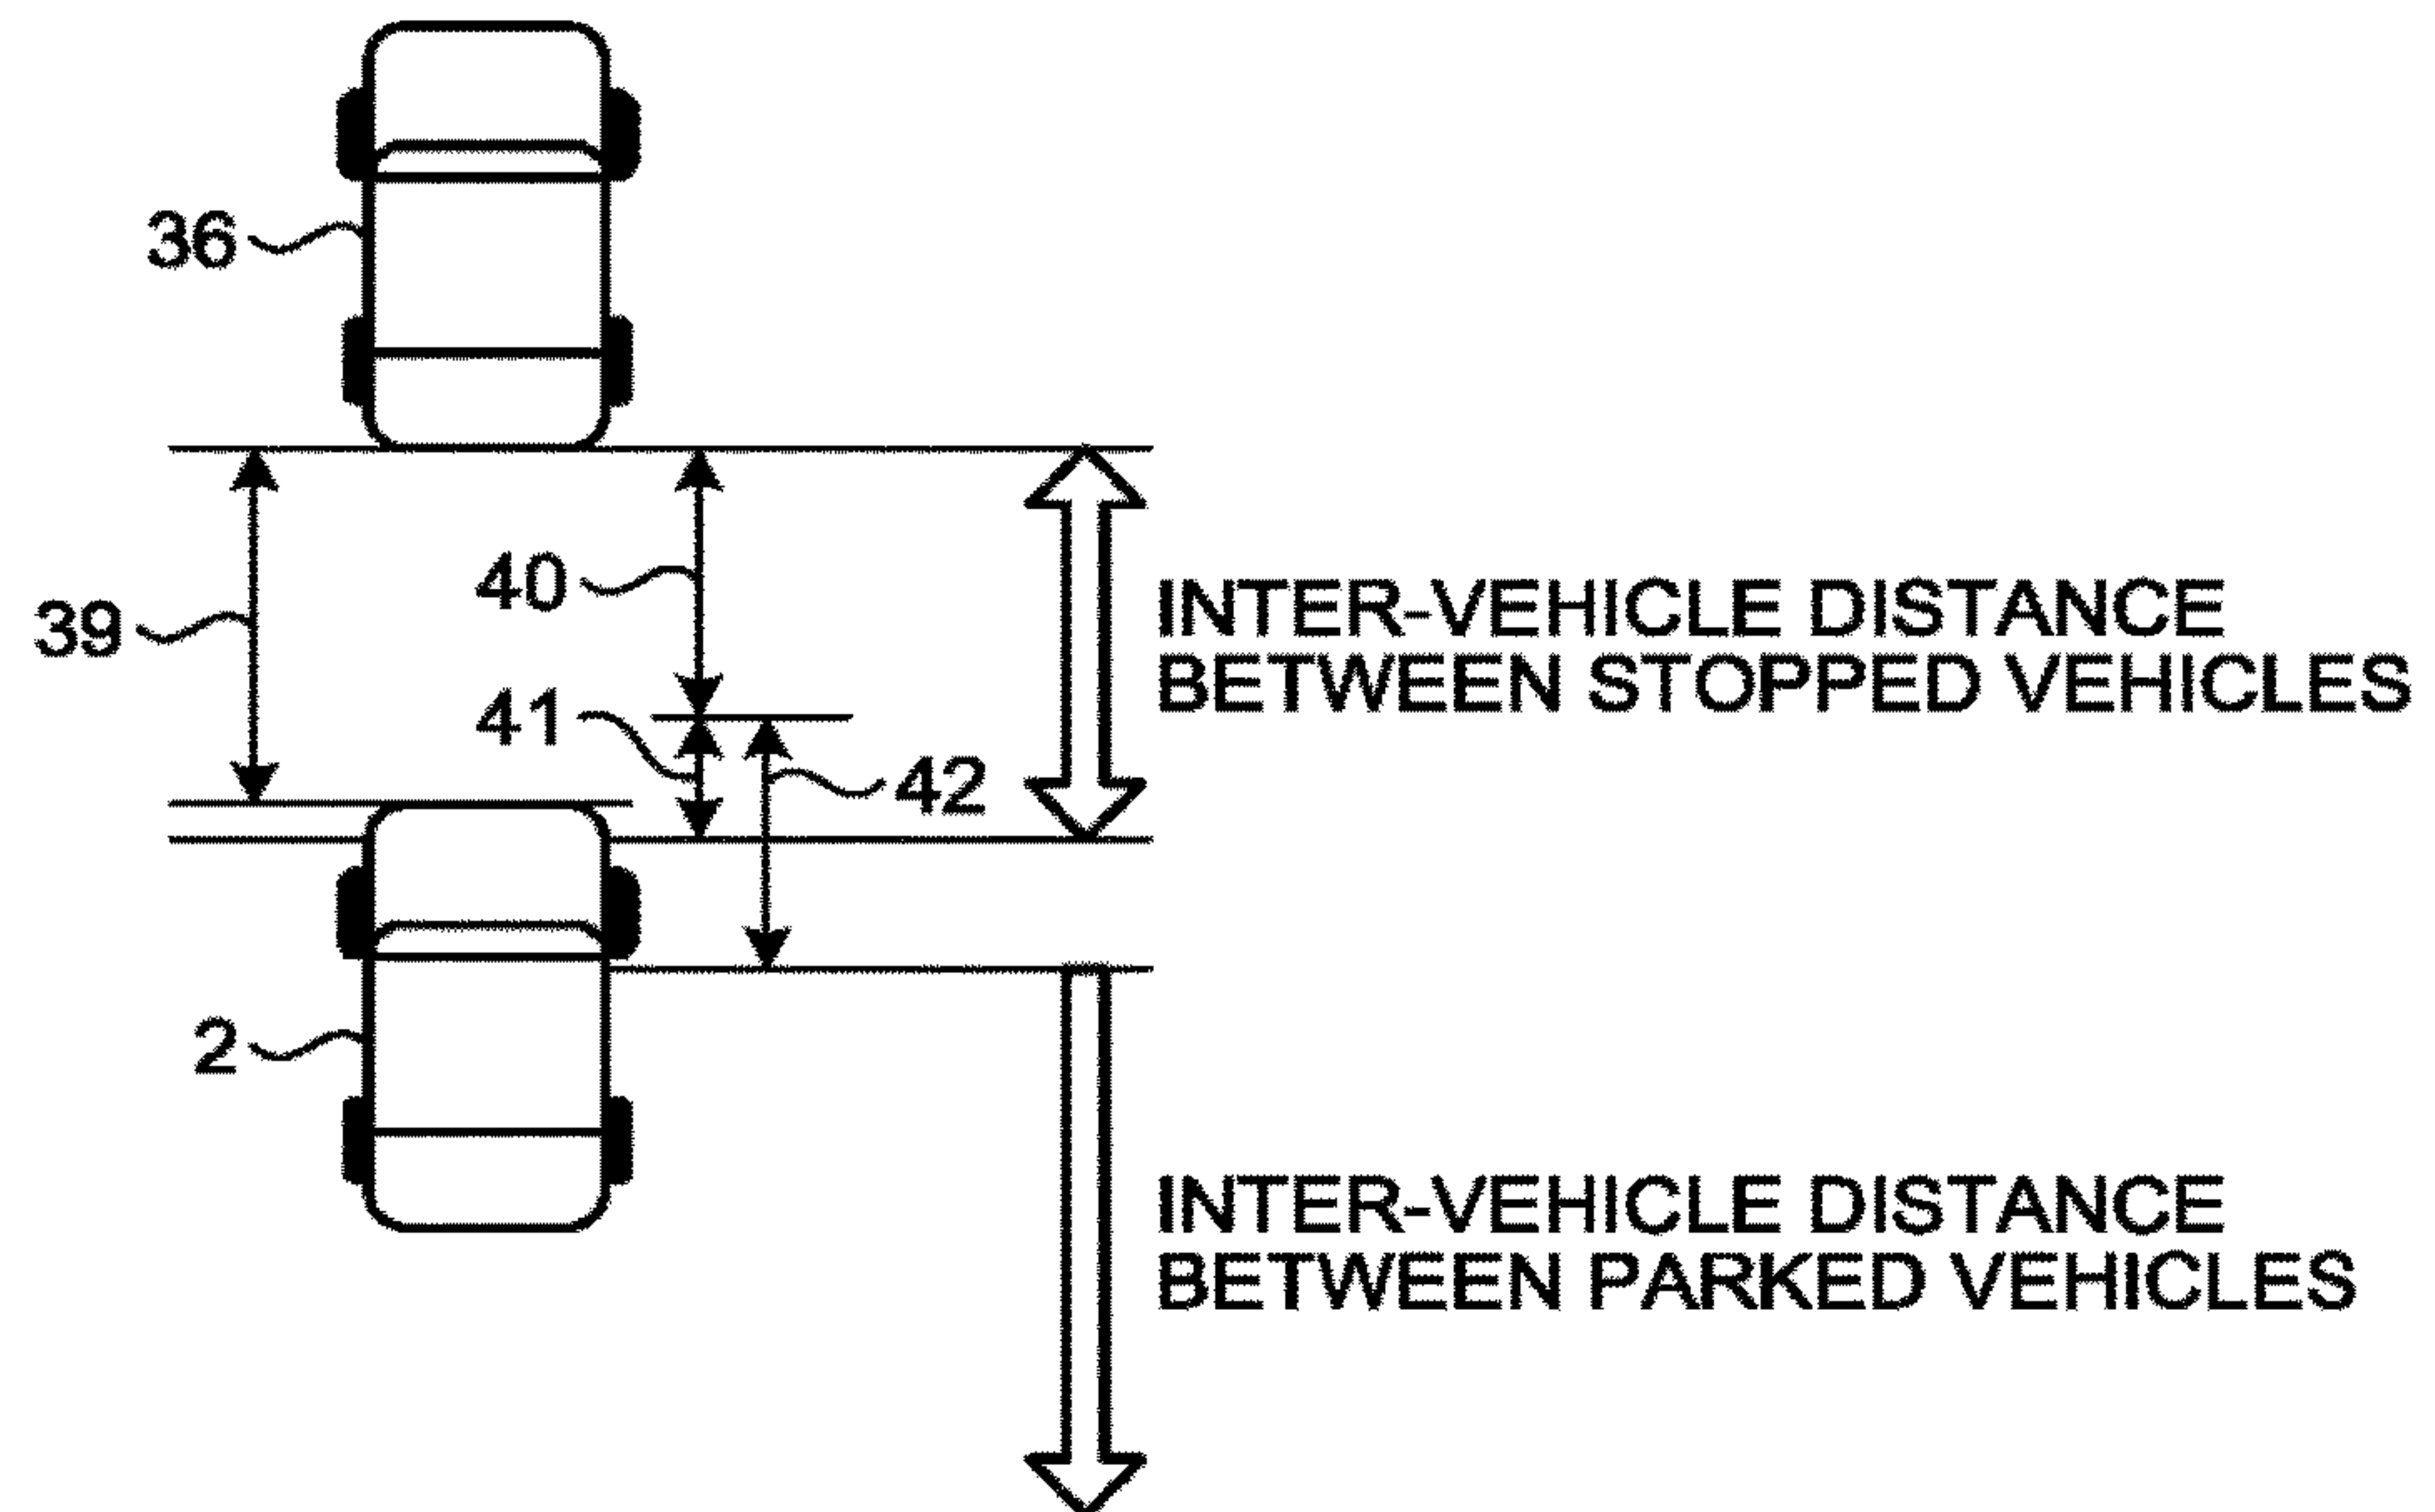 36
40
39
INTER-VEHICLE DISTANCE
BETWEEN STOPPED VEHICLES
41
42
2
INTER-VEHICLE DISTANCE
BETWEEN PARKED VEHICLES